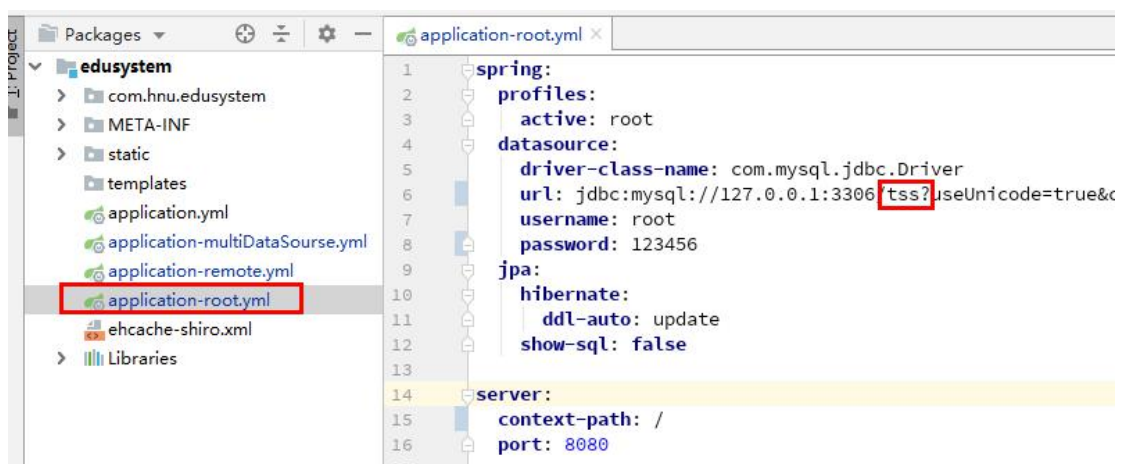 1: Project
Packages
edusystem
com.hnu.edusystem
META-INF
static
templates
application.yml
application-multiDataSourse.yml
application-remote.yml
application-root.yml
ehcache-shiro.xml
Libraries
application-root.yml
1 spring:
2 profiles:
3 active: root
4 datasource:
5 driver-class-name: com.mysql.jdbc.Driver
6 url: jdbc:mysql://127.0.0.1:3306/tss?useUnicode=true&c
7 username: root
8 password: 123456
9 jpa:
10 hibernate:
11 ddl-auto: update
12 show-sql: false
13
14 server:
15 context-path: /
16 port: 8080